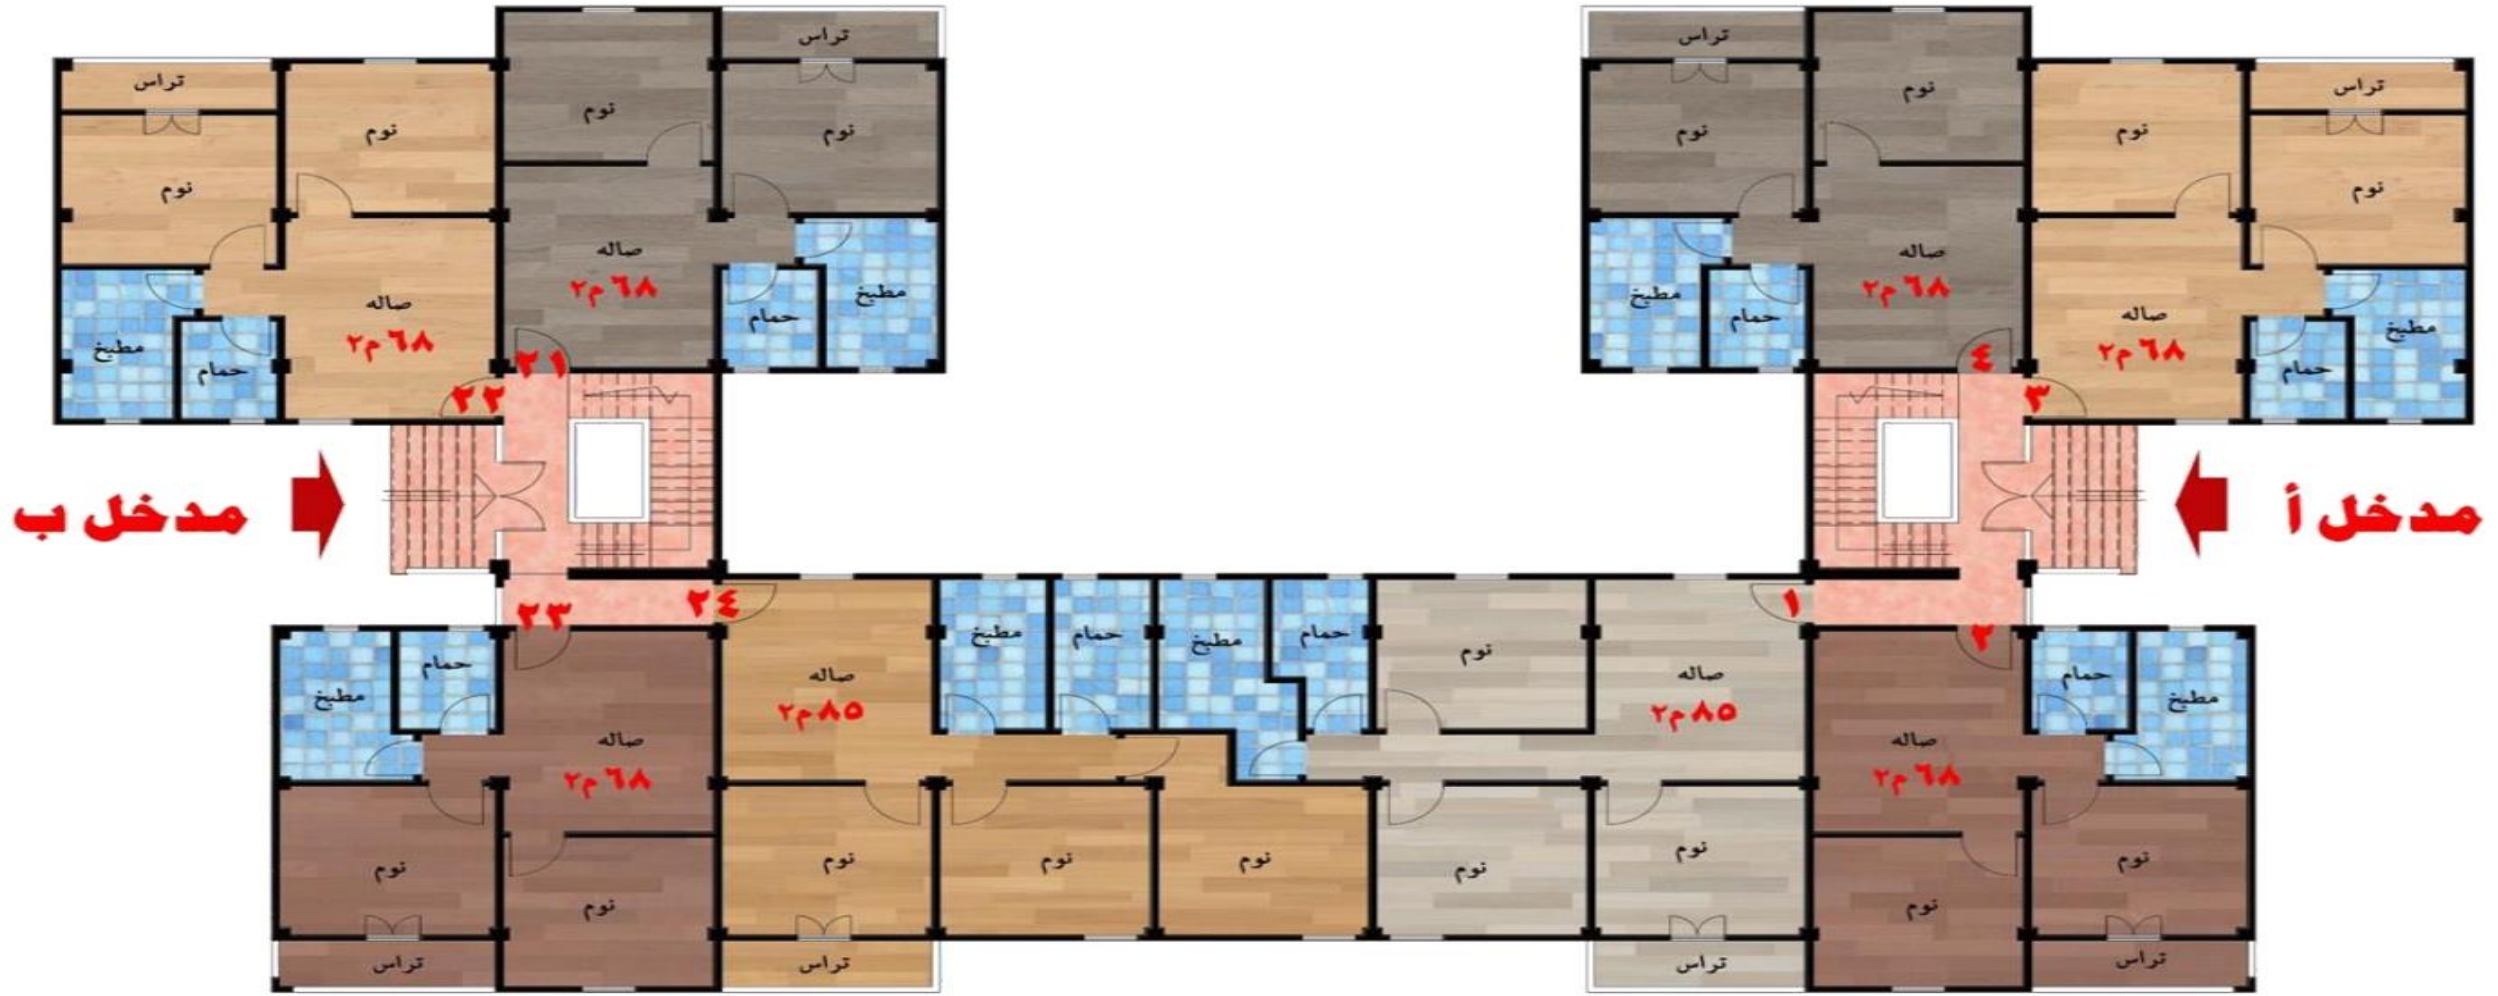 تراس
تراس
تراس
تراس
نوم
نوم
نوم
نوم
نوم
نوم
نوم
نوم
صاله
٦٨ م٢
صاله
٦٨ م٢
صاله
٦٨ م٢
صاله
٦٨ م٢
مطبخ
حمام
حمام
مطبخ
مطبخ
حمام
حمام
مطبخ
٢١
٢٢
٤
٣
مدخل أ
مدخل ب
٢٣
٢٤
١
٢
مطبخ
حمام
صاله
٦٨ م٢
صاله
٨٥ م٢
مطبخ
حمام
مطبخ
حمام
نوم
صاله
٨٥ م٢
صاله
٦٨ م٢
حمام
مطبخ
نوم
نوم
نوم
نوم
نوم
نوم
نوم
نوم
نوم
تراس
تراس
تراس
تراس